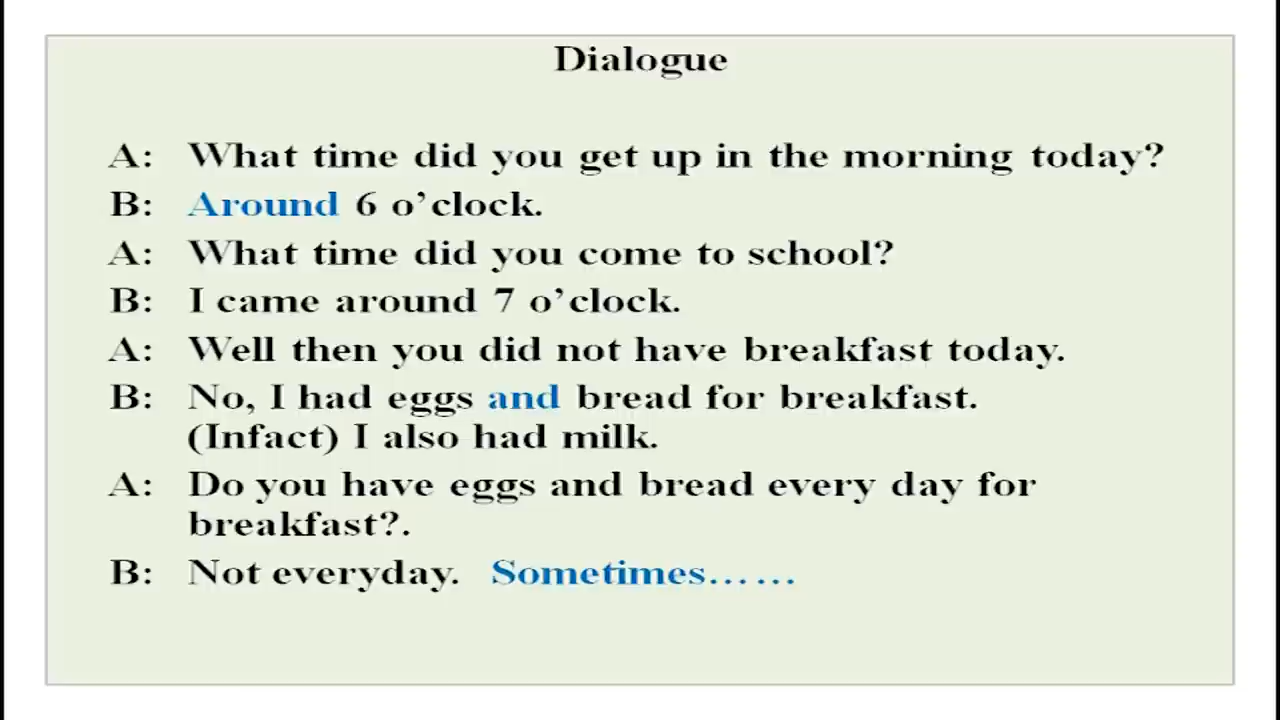 Dialogue
A: What time did you get up in the morning today?
B: Around 6 o’clock.
A: What time did you come to school?
B: I came around 7 o’clock.
A: Well then you did not have breakfast today.
B: No, I had eggs and bread for breakfast.
(Infact) I also had milk.
A: Do you have eggs and bread every day for
breakfast?.
B: Not everyday. Sometimes……